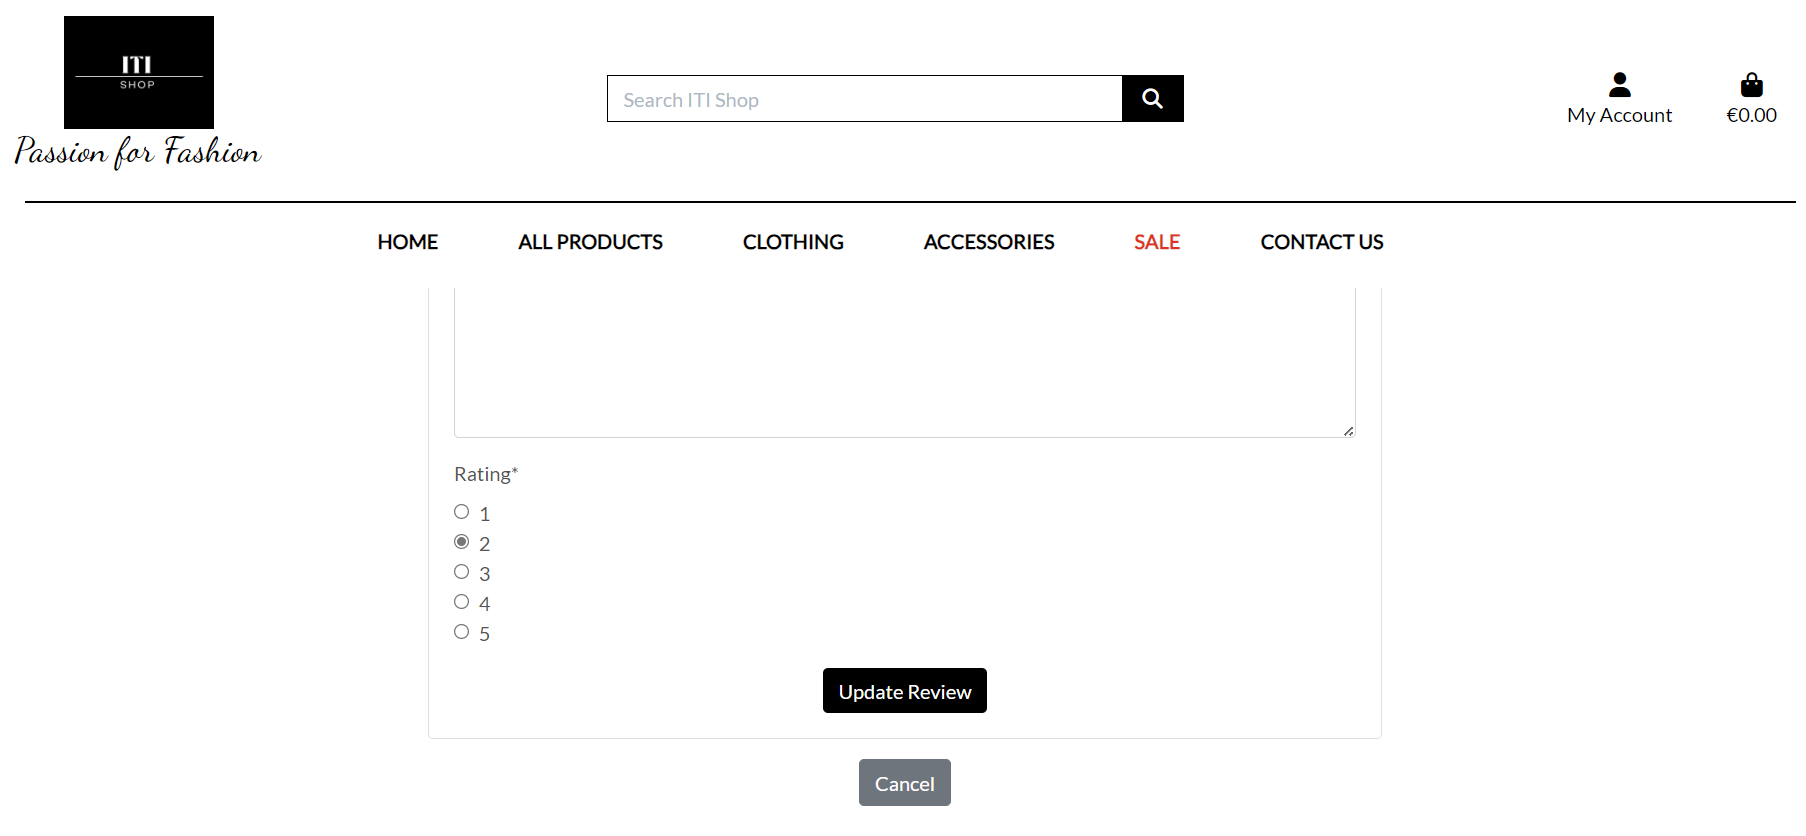 ITI
SHOP
Passion for Fashion
Search ITI Shop
My Account
€0.00
HOME
ALL PRODUCTS
CLOTHING
ACCESSORIES
SALE
CONTACT US
Rating*
1
2
3
4
5
Update Review
Cancel